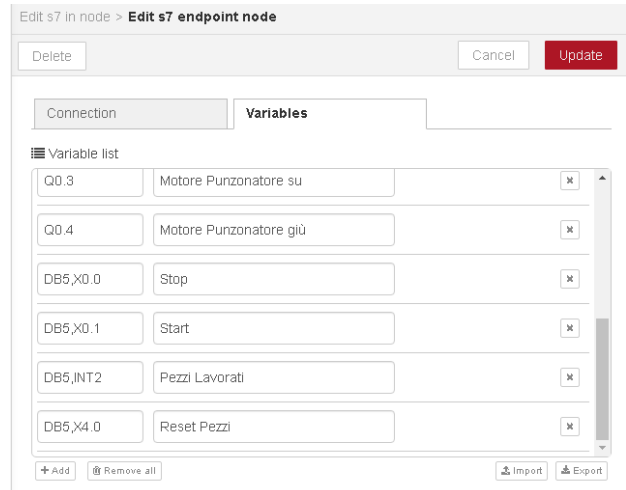 Edit s7 in node > Edit s7 endpoint node
Delete Cancel Update
Connection Variables
Variable list
Q0.3 Motore Punzonatore su
Q0.4 Motore Punzonatore giù
DB5,X0.0 Stop
DB5,X0.1 Start
DB5,INT2 Pezzi Lavorati
DB5,X4.0 Reset Pezzi
+ Add Remove all Import Export